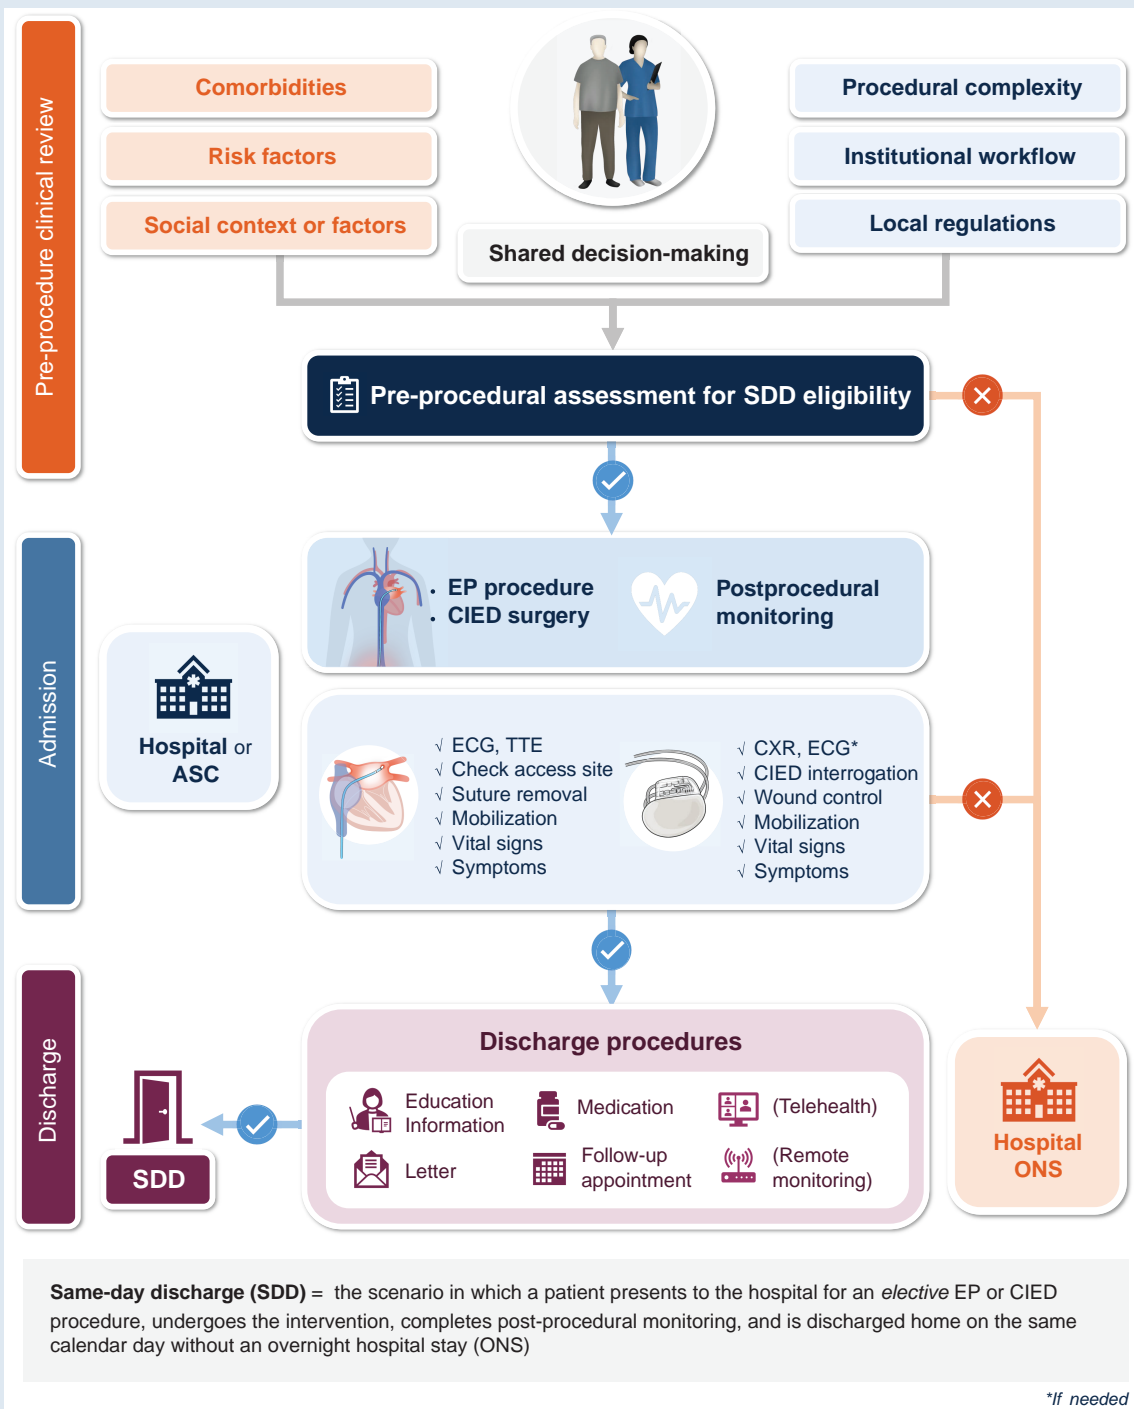 Pre-procedure clinical review
Comorbidities
Risk factors
Social context or factors
Shared decision-making
Procedural complexity
Institutional workflow
Local regulations
Pre-procedural assessment for SDD eligibility
Admission
Hospital or
ASC
• EP procedure
• CIED surgery
Postprocedural
monitoring
√ ECG, TTE
√ Check access site
√ Suture removal
√ Mobilization
√ Vital signs
√ Symptoms
√ CXR, ECG*
√ CIED interrogation
√ Wound control
√ Mobilization
√ Vital signs
√ Symptoms
Discharge
SDD
Discharge procedures
Education
Information
Medication
(Telehealth)
Letter
Follow-up
appointment
(Remote
monitoring)
Hospital
ONS
Same-day discharge (SDD) = the scenario in which a patient presents to the hospital for an elective EP or CIED
procedure, undergoes the intervention, completes post-procedural monitoring, and is discharged home on the same
calendar day without an overnight hospital stay (ONS)
*If needed